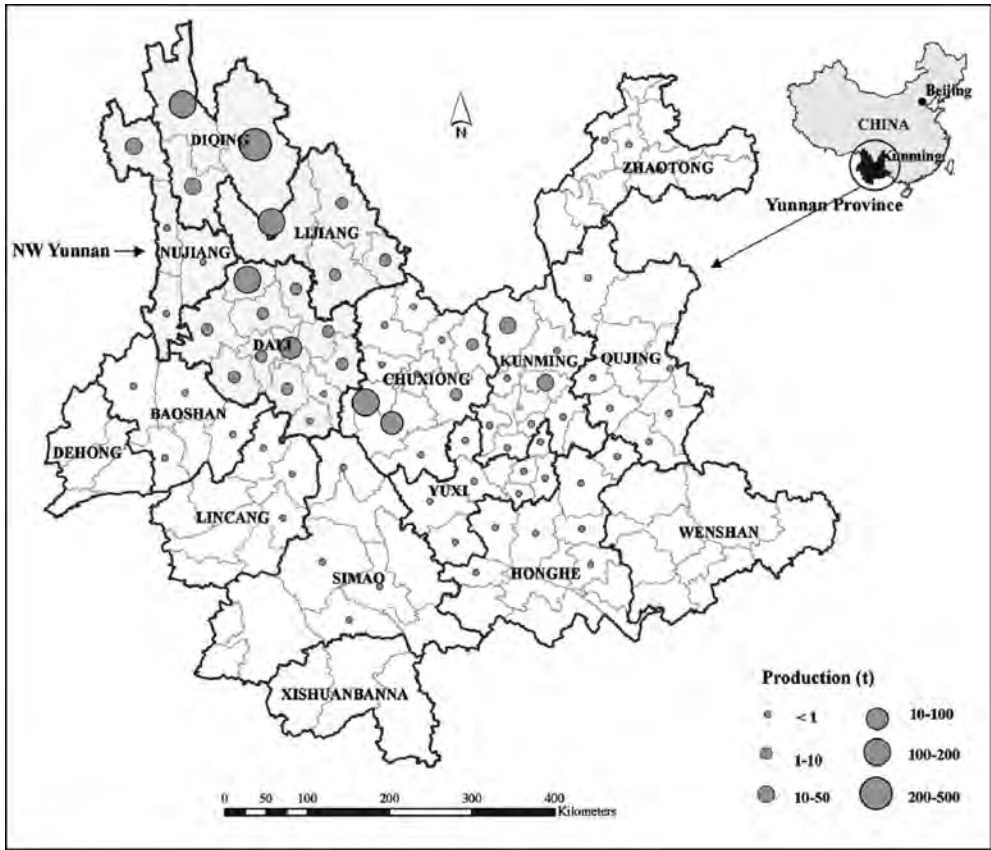 Beijing
CHINA
Kunming
Yunnan Province
N
DIQING
ZHAOTONG
LIJIANG
NW Yunnan
NUJIANG
DALI
KUNMING
QUJING
CHUXIONG
BAOSHAN
DEHONG
YUXI
LINCANG
WENSHAN
SIMAO
HONGHE
XISHUANBANNA
Production (t)
< 1
1-10
10-50
10-100
100-200
200-500
0 50 100 200 300 400
Kilometers